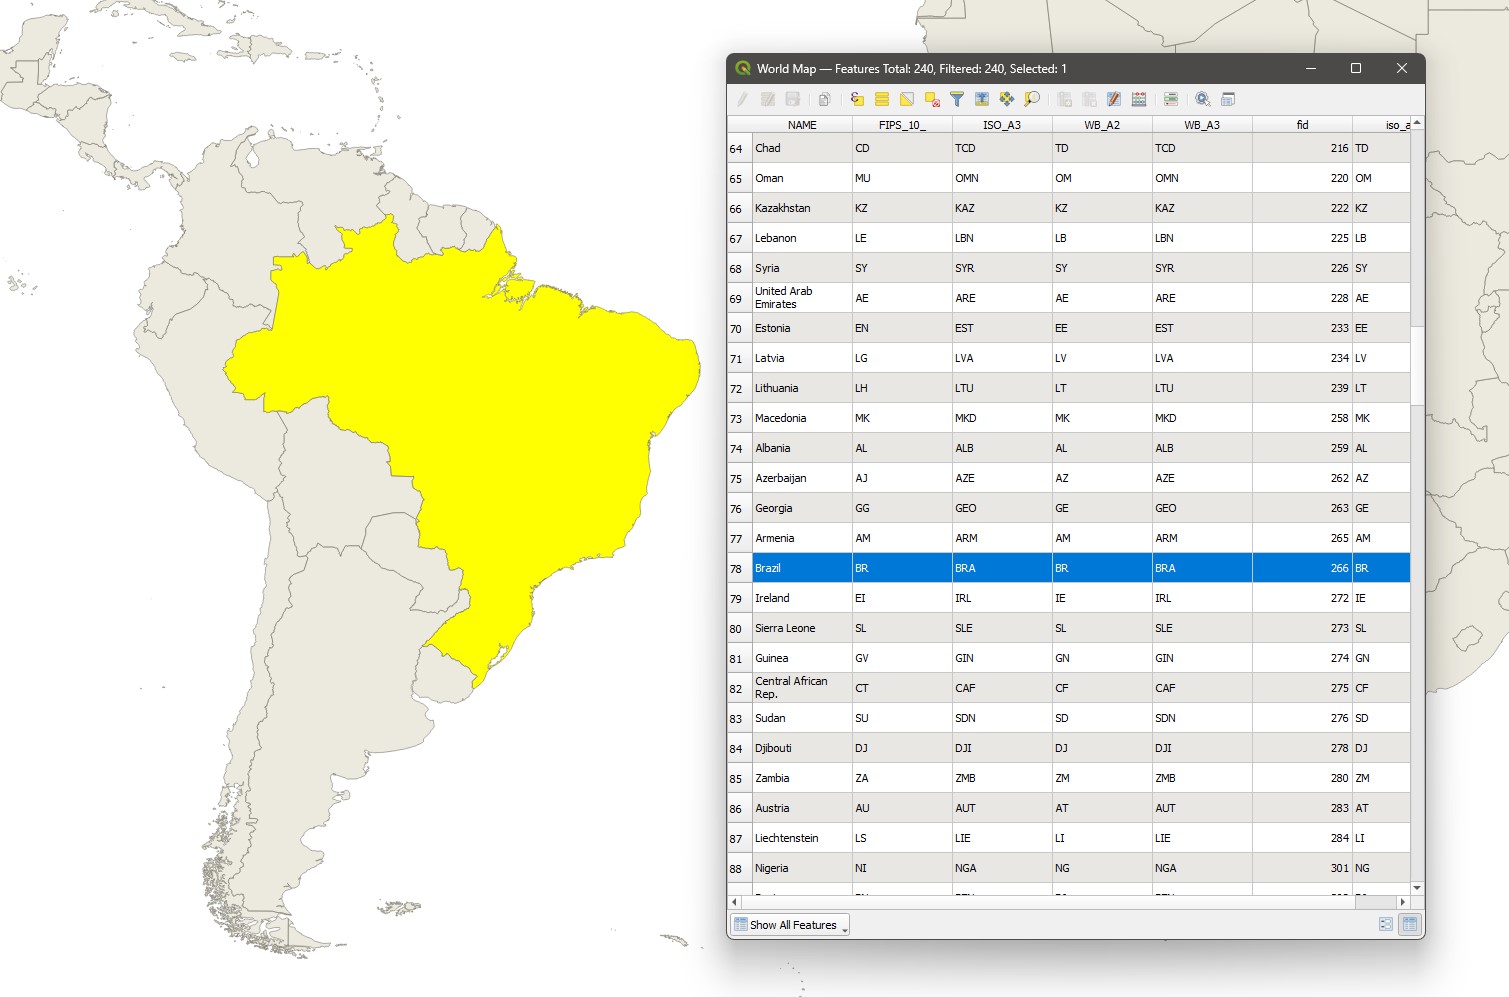 World Map — Features Total: 240, Filtered: 240, Selected: 1
NAME FIPS_10_ ISO_A3 WB_A2 WB_A3 fid iso_a
64 Chad CD TCD TD TCD 216 TD
65 Oman MU OMN OM OMN 220 OM
66 Kazakhstan KZ KAZ KZ KAZ 222 KZ
67 Lebanon LE LBN LB LBN 225 LB
68 Syria SY SYR SY SYR 226 SY
69 United Arab Emirates AE ARE AE ARE 228 AE
70 Estonia EN EST EE EST 233 EE
71 Latvia LG LVA LV LVA 234 LV
72 Lithuania LH LTU LT LTU 239 LT
73 Macedonia MK MKD MK MKD 258 MK
74 Albania AL ALB AL ALB 259 AL
75 Azerbaijan AJ AZE AZ AZE 262 AZ
76 Georgia GG GEO GE GEO 263 GE
77 Armenia AM ARM AM ARM 265 AM
78 Brazil BR BRA BR BRA 266 BR
79 Ireland EI IRL IE IRL 272 IE
80 Sierra Leone SL SLE SL SLE 273 SL
81 Guinea GV GIN GN GIN 274 GN
82 Central African Rep. CT CAF CF CAF 275 CF
83 Sudan SU SDN SD SDN 276 SD
84 Djibouti DJ DJI DJ DJI 278 DJ
85 Zambia ZA ZMB ZM ZMB 280 ZM
86 Austria AU AUT AT AUT 283 AT
87 Liechtenstein LS LIE LI LIE 284 LI
88 Nigeria NI NGA NG NGA 301 NG
Show All Features